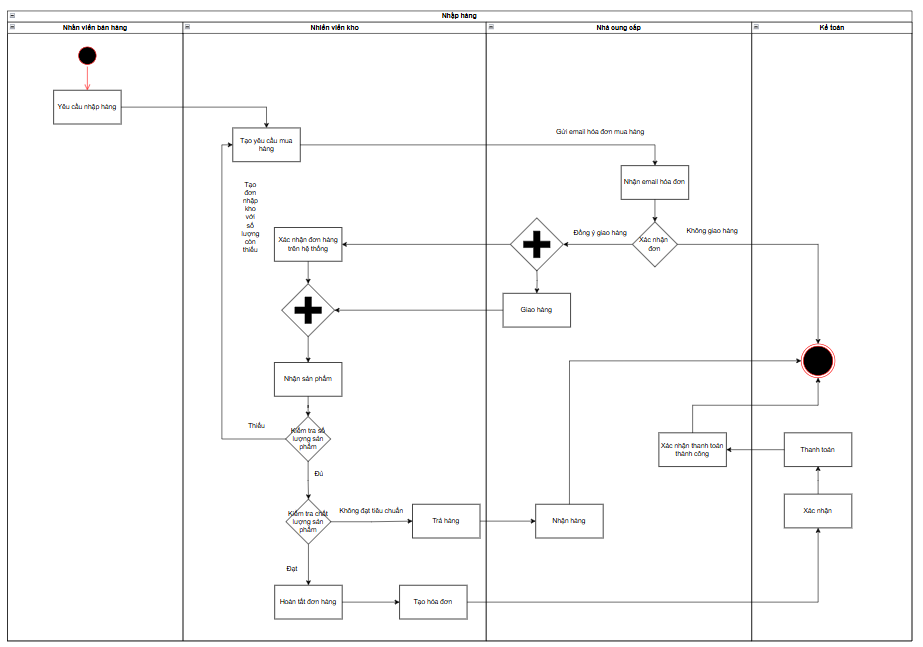 Nhập hàng
Nhân viên bán hàng
Nhiên viên kho
Nhà cung cấp
Kế toán
Yêu cầu nhập hàng
Tạo yêu cầu mua
hàng
Gửi email hóa đơn mua hàng
Nhận email hóa đơn
Tạo
đơn
nhập
kho
với
số
lượng
còn
thiếu
Xác nhận đơn hàng
trên hệ thống
Đồng ý giao hàng
Xác nhận
đơn
Không giao hàng
Giao hàng
Nhận sản phẩm
Thiếu
Kiểm tra số
lượng sản
phẩm
Đủ
Xác nhận thanh toán
thành công
Thanh toán
Kiểm tra chất
lượng sản
phẩm
Không đạt tiêu chuẩn
Trả hàng
Nhận hàng
Xác nhận
Đạt
Hoàn tất đơn hàng
Tạo hóa đơn